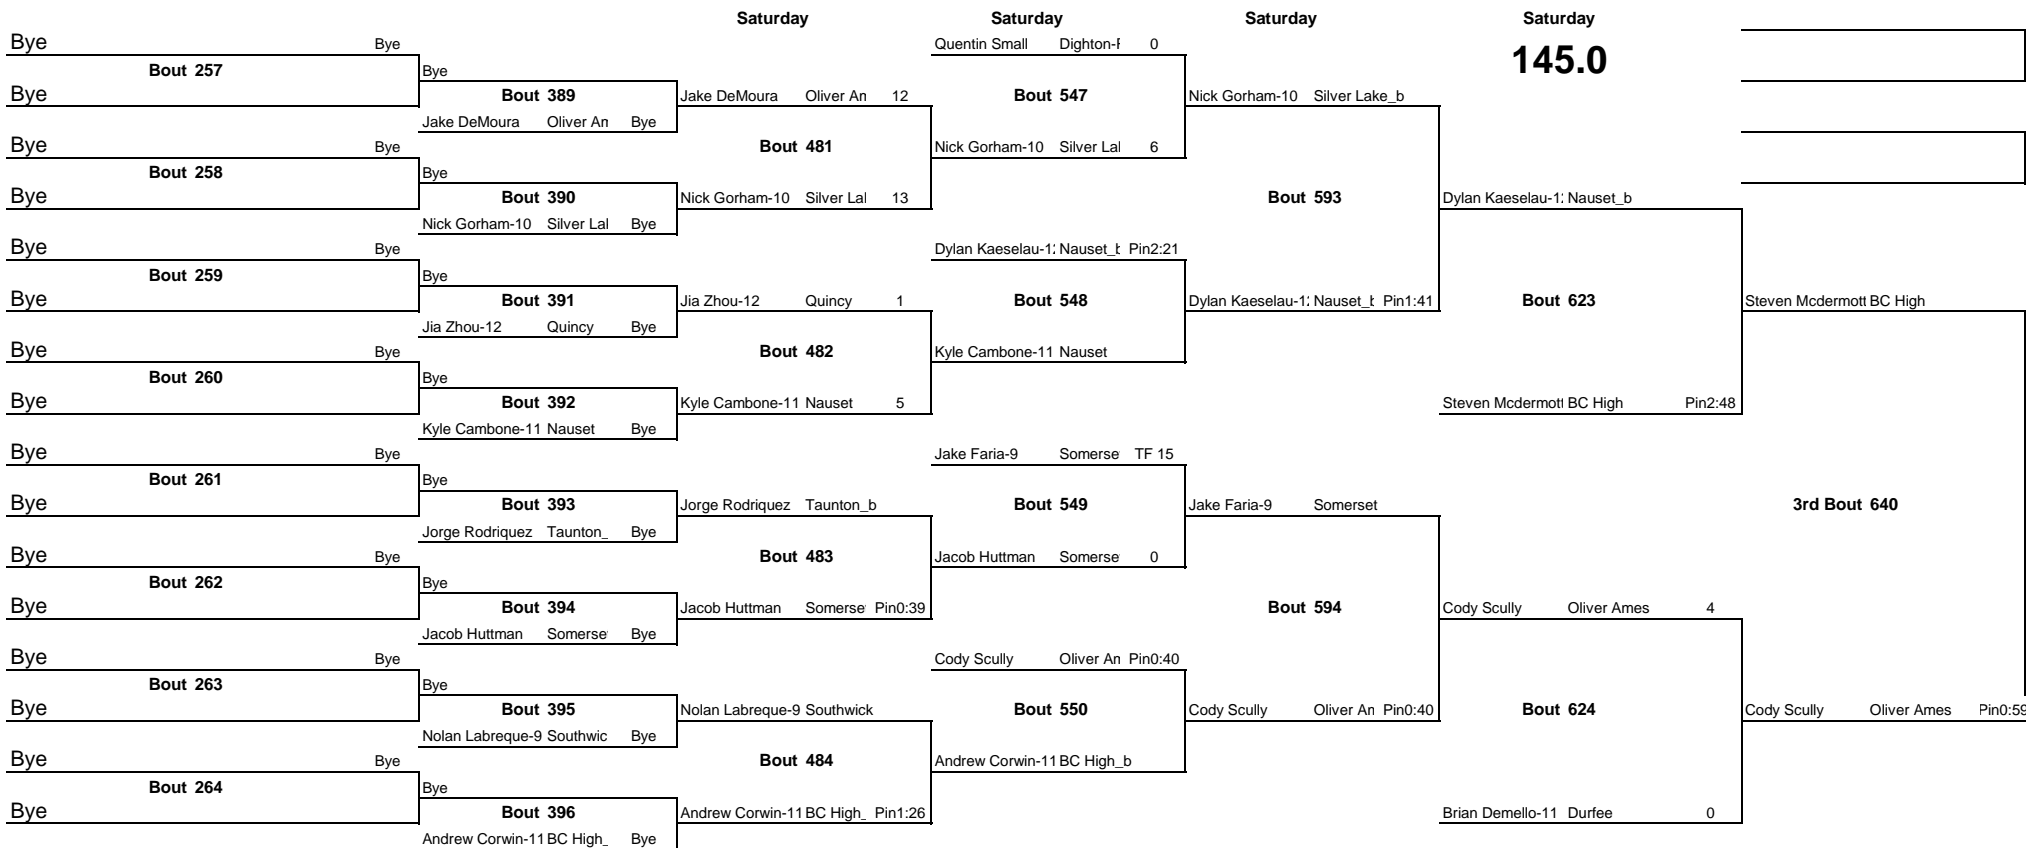 Saturday Saturday Saturday Saturday
Bye Bye Quentin Small Dighton-F 0 145.0
Bout 257 Bye
Bye Bout 389 Jake DeMoura Oliver An 12 Bout 547 Nick Gorham-10 Silver Lake_b
Jake DeMoura Oliver An Bye
Bye Bye Bout 481 Nick Gorham-10 Silver Lal 6
Bout 258 Bye
Bye Bout 390 Nick Gorham-10 Silver Lal 13 Bout 593 Dylan Kaeselau-1: Nauset_b
Nick Gorham-10 Silver Lal Bye
Bye Bye Dylan Kaeselau-1: Nauset_b Pin2:21
Bout 259 Bye
Bye Bout 391 Jia Zhou-12 Quincy 1 Bout 548 Dylan Kaeselau-1: Nauset_b Pin1:41 Bout 623 Steven Mcdermott BC High
Jia Zhou-12 Quincy Bye
Bye Bye Bout 482 Kyle Cambone-11 Nauset
Bout 260 Bye
Bye Bout 392 Kyle Cambone-11 Nauset 5 Steven Mcdermott BC High Pin2:48
Kyle Cambone-11 Nauset Bye
Bye Bye Jake Faria-9 Somerse TF 15
Bout 261 Bye
Bye Bout 393 Jorge Rodriquez Taunton_b Bout 549 Jake Faria-9 Somerset 3rd Bout 640
Jorge Rodriquez Taunton_ Bye
Bye Bye Bout 483 Jacob Huttman Somerse 0
Bout 262 Bye
Bye Bout 394 Jacob Huttman Somerse Pin0:39 Bout 594 Cody Scully Oliver Ames 4
Jacob Huttman Somerse Bye
Bye Bye Cody Scully Oliver An Pin0:40
Bout 263 Bye
Bye Bout 395 Nolan Labreque-9 Southwick Bout 550 Cody Scully Oliver An Pin0:40 Bout 624 Cody Scully Oliver Ames Pin0:59
Nolan Labreque-9 Southwic Bye
Bye Bye Bout 484 Andrew Corwin-11 BC High_b
Bout 264 Bye
Bye Bout 396 Andrew Corwin-11 BC High_ Pin1:26 Brian Demello-11 Durfee 0
Andrew Corwin-11 BC High_ Bye